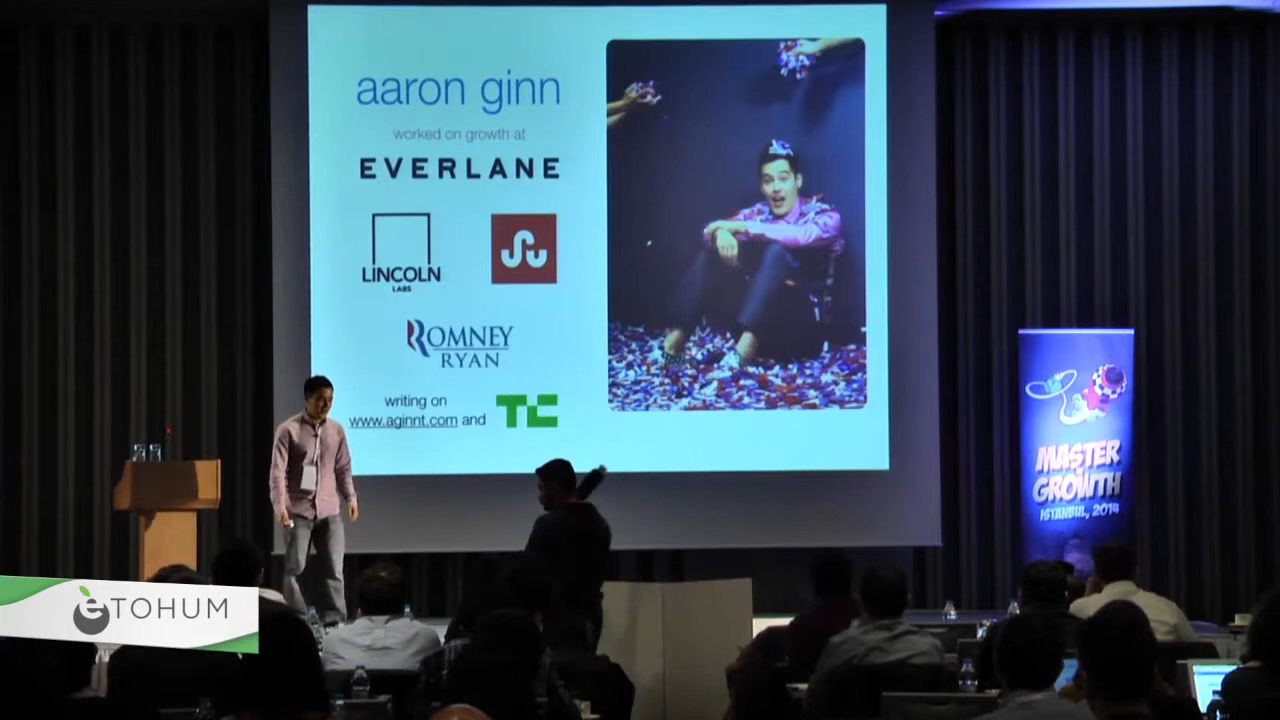 aaron ginn
worked on growth at
EVERLANE
LINCOLN
LABS
ROMNEY
RYAN
writing on
www.aginnt.com and
TC
MASTER
GROWTH
ISTANBUL, 2014
eTOHUM